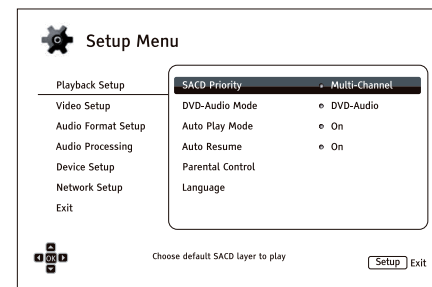 Setup Menu
Playback Setup
Video Setup
Audio Format Setup
Audio Processing
Device Setup
Network Setup
Exit
SACD Priority Multi-Channel
DVD-Audio Mode DVD-Audio
Auto Play Mode On
Auto Resume On
Parental Control
Language
OK
Choose default SACD layer to play
Setup Exit